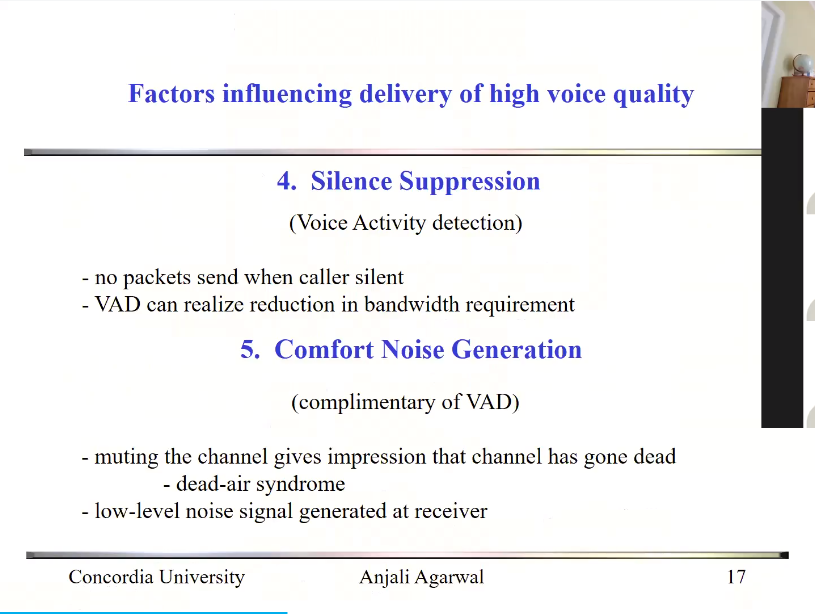 Factors influencing delivery of high voice quality
4. Silence Suppression
(Voice Activity detection)
- no packets send when caller silent
- VAD can realize reduction in bandwidth requirement
5. Comfort Noise Generation
(complimentary of VAD)
- muting the channel gives impression that channel has gone dead
- dead-air syndrome
- low-level noise signal generated at receiver
Concordia University Anjali Agarwal 17